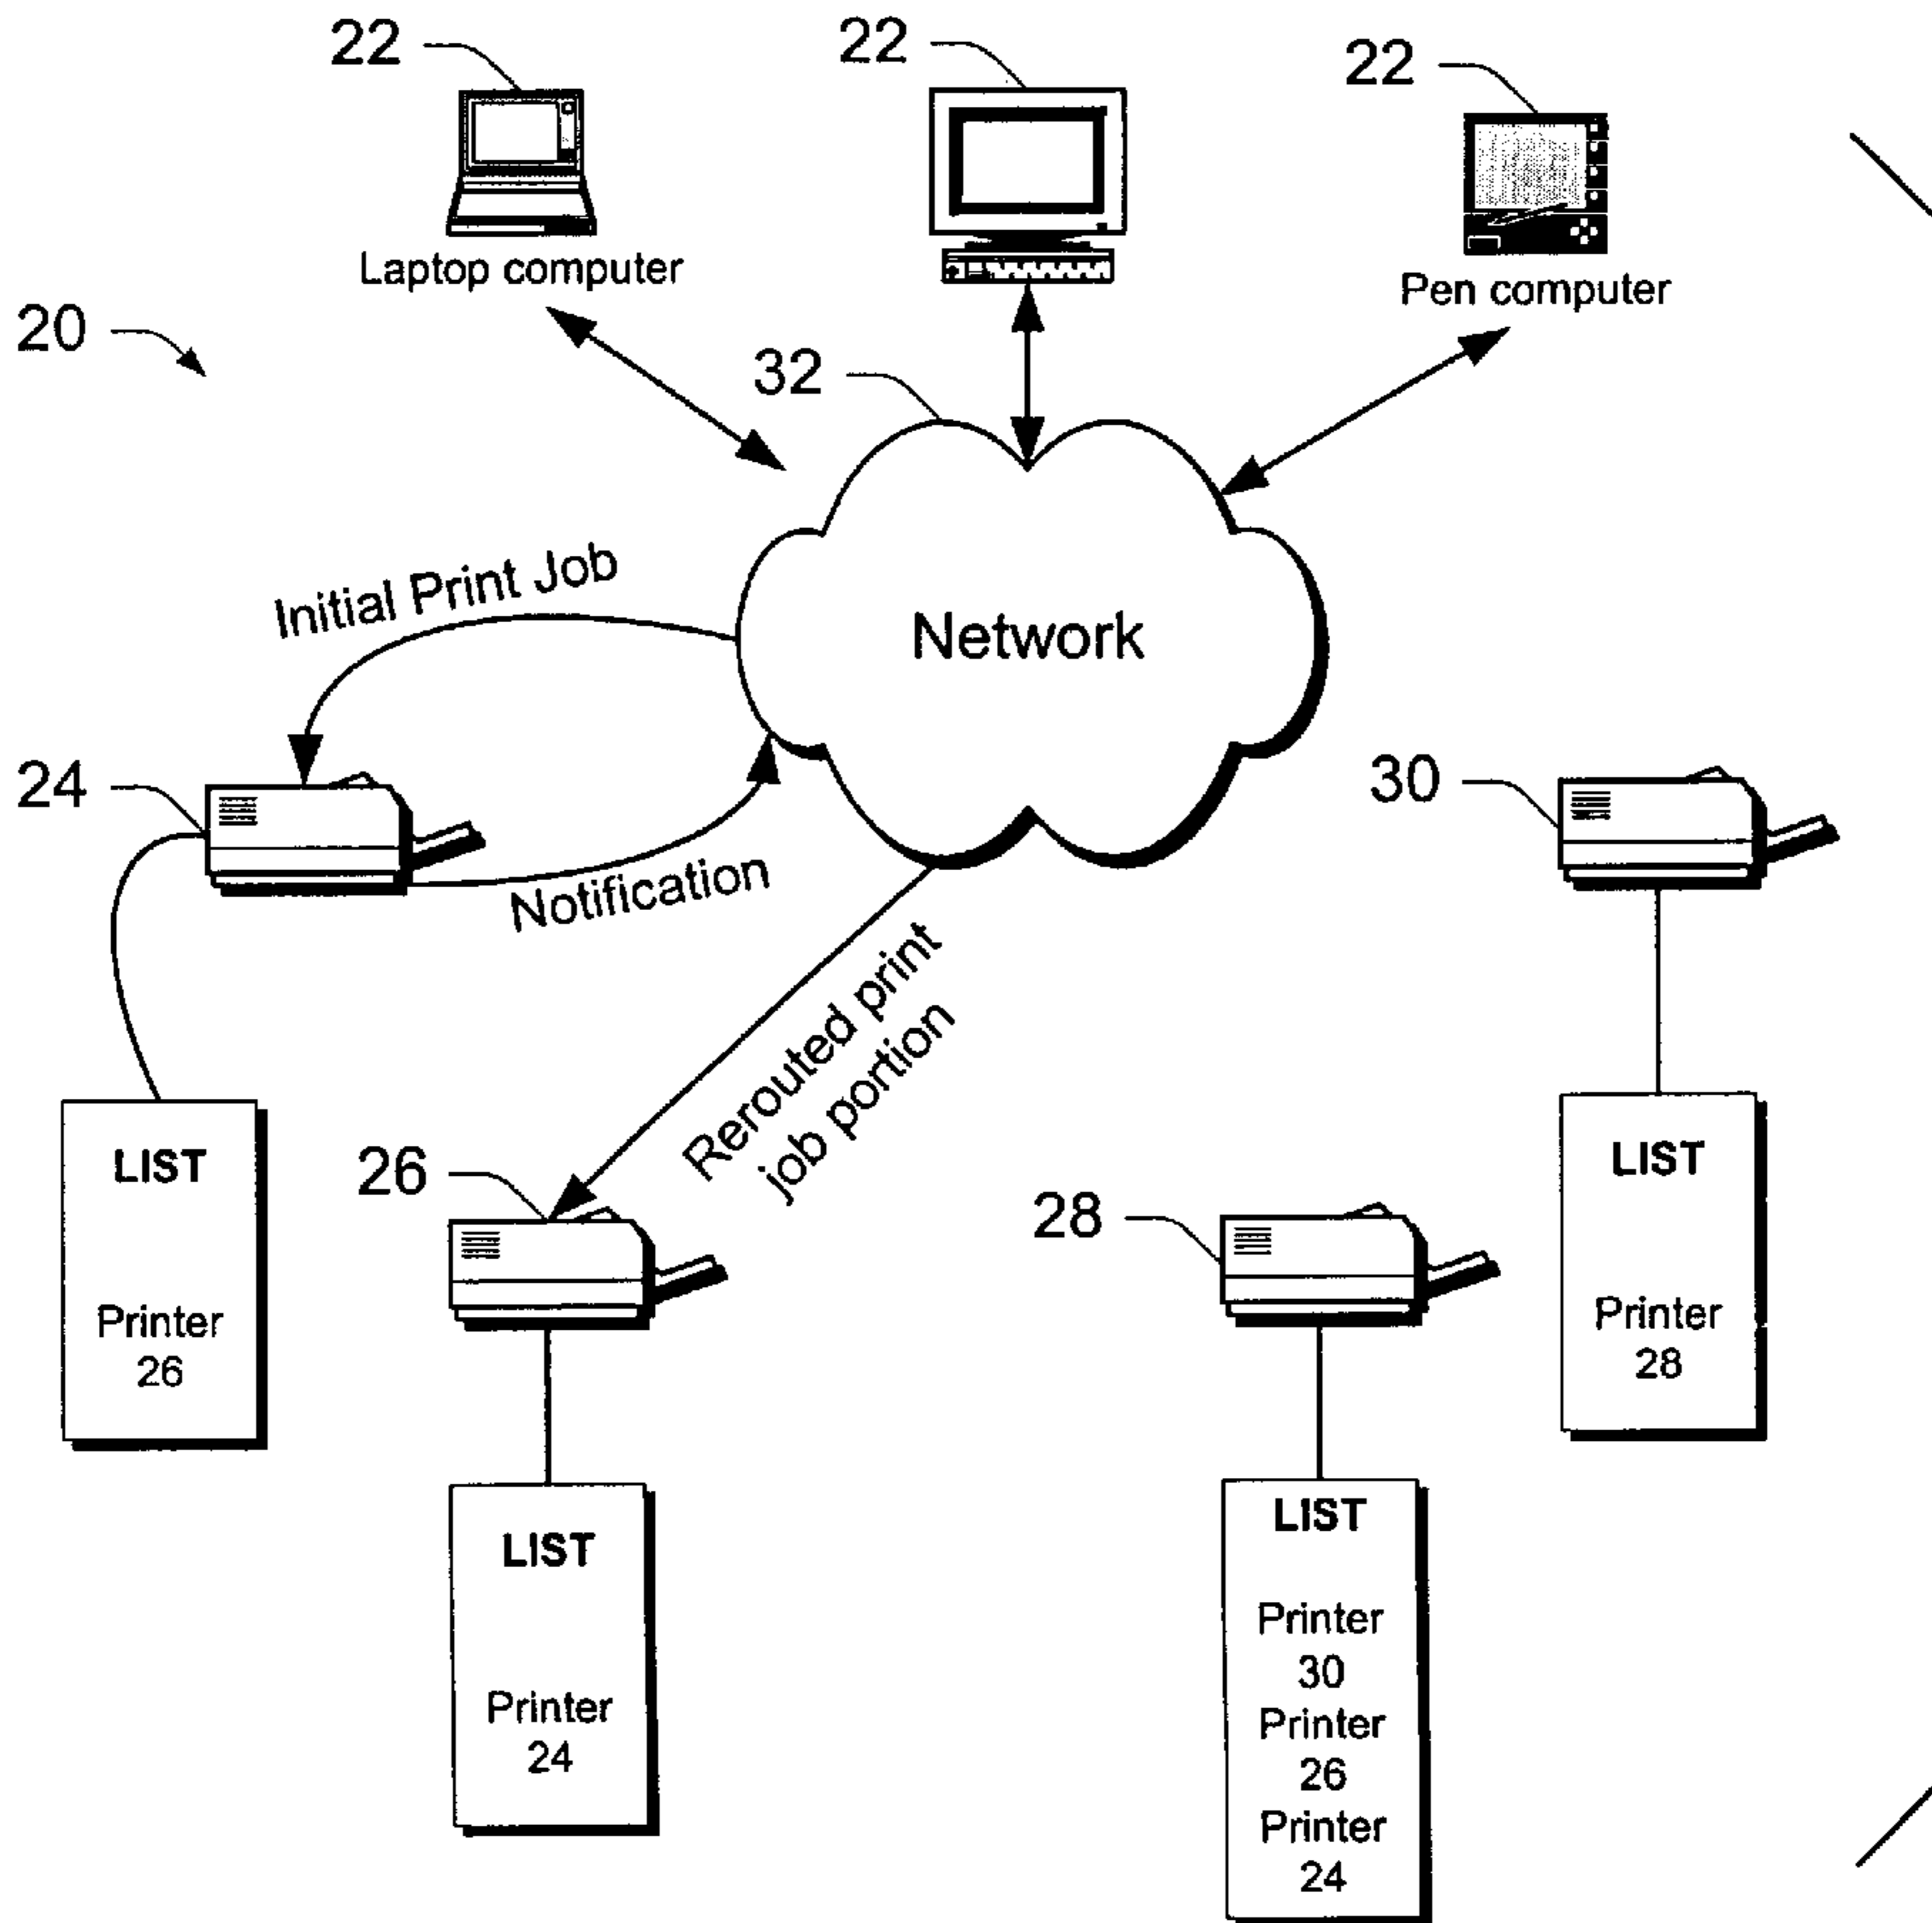 22
22
22
Laptop computer
Pen computer
20
32
Initial Print Job
Network
24
30
Notification
Rerouted print
job portion
LIST
Printer
26
26
28
LIST
Printer
28
LIST
Printer
24
LIST
Printer
30
Printer
26
Printer
24